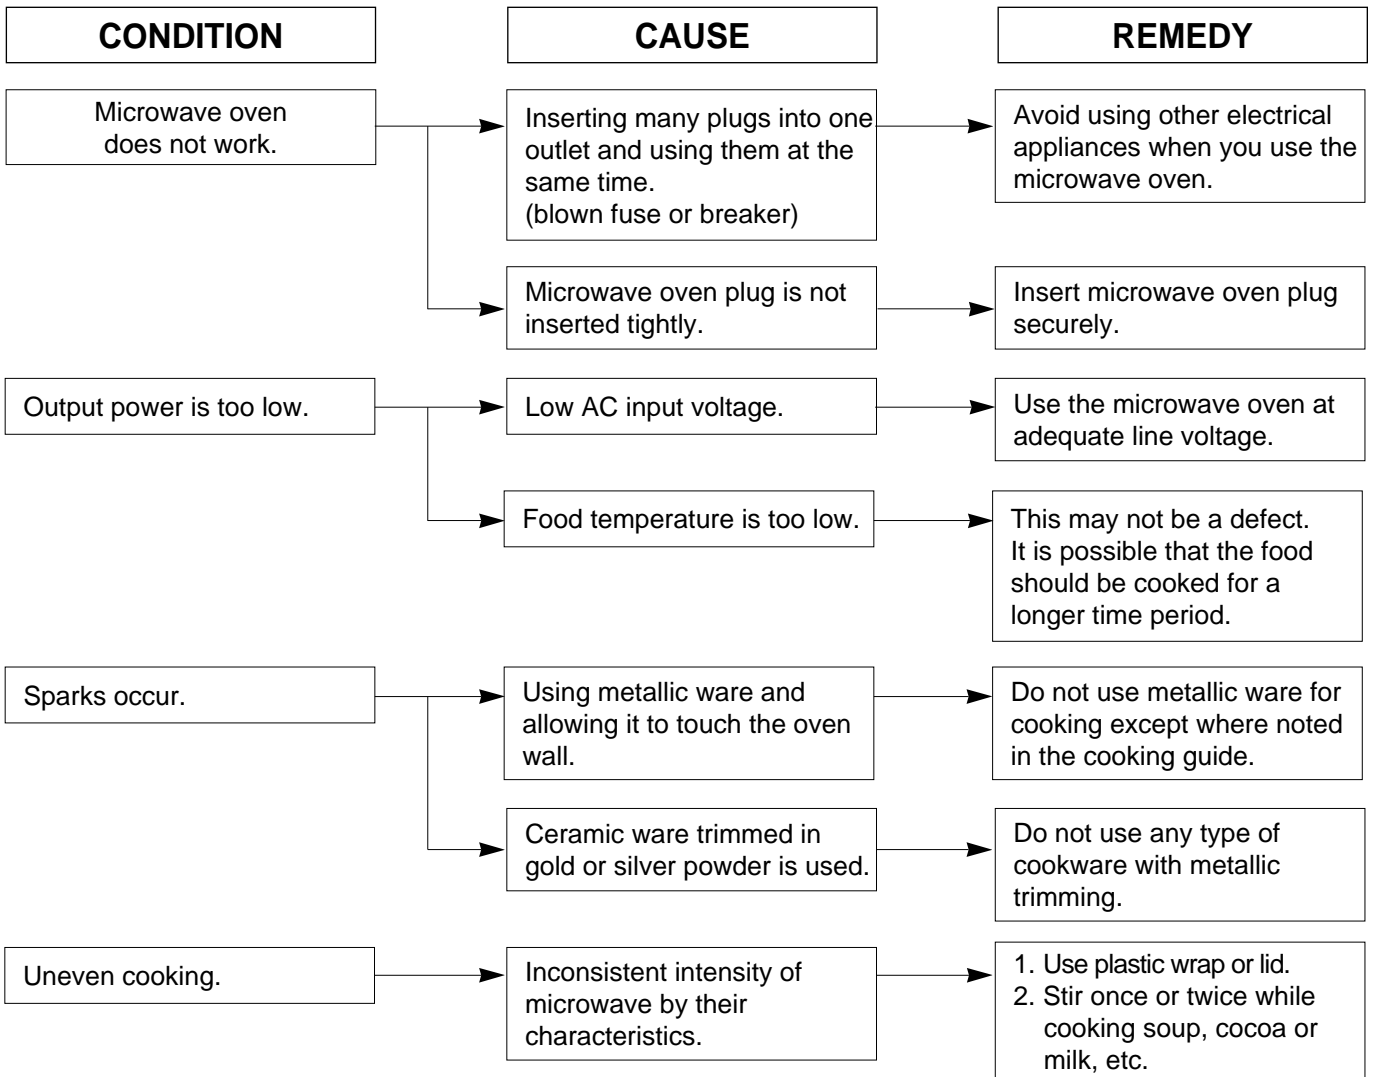 CONDITION
CAUSE
REMEDY
Microwave oven
does not work.
Inserting many plugs into one
outlet and using them at the
same time.
(blown fuse or breaker)
Avoid using other electrical
appliances when you use the
microwave oven.
Microwave oven plug is not
inserted tightly.
Insert microwave oven plug
securely.
Output power is too low.
Low AC input voltage.
Use the microwave oven at
adequate line voltage.
Food temperature is too low.
This may not be a defect.
It is possible that the food
should be cooked for a
longer time period.
Sparks occur.
Using metallic ware and
allowing it to touch the oven
wall.
Do not use metallic ware for
cooking except where noted
in the cooking guide.
Ceramic ware trimmed in
gold or silver powder is used.
Do not use any type of
cookware with metallic
trimming.
Uneven cooking.
Inconsistent intensity of
microwave by their
characteristics.
1. Use plastic wrap or lid.
2. Stir once or twice while
cooking soup, cocoa or
milk, etc.